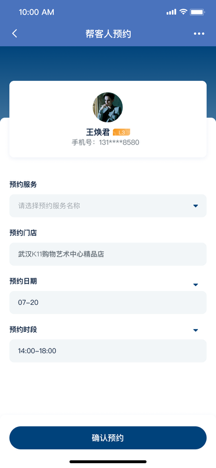 10:00 AM
帮客人预约
王焕君
手机号：131****8580
预约服务
请选择预约服务名称
预约门店
武汉K11购物艺术中心精品店
预约日期
07-20
预约时段
14:00-18:00
确认预约